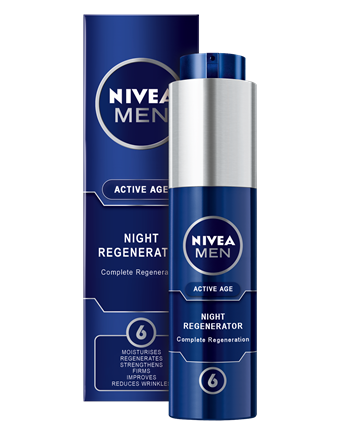 NIVEA
MEN
ACTIVE AGE
NIGHT
REGENERATO
Complete Regenera
6
MOISTURISES
REGENERATES
STRENGTHENS
FIRMS
IMPROVES
REDUCES WRINKLE
NIVEA
MEN
ACTIVE AGE
NIGHT
REGENERATOR
Complete Regeneration
6